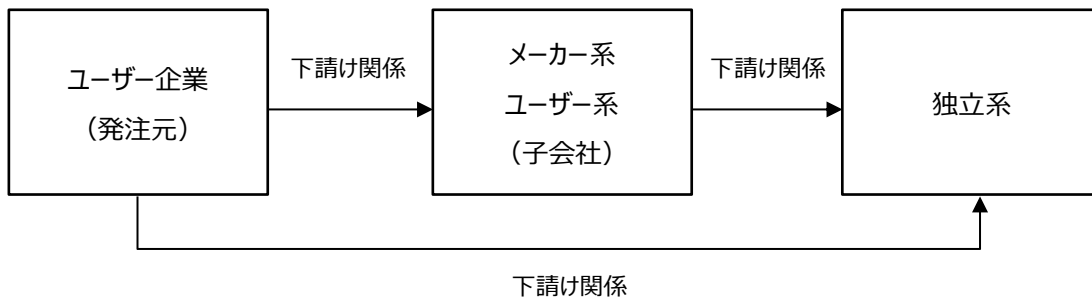 ユーザー企業
（発注元）
下請け関係
メーカー系
ユーザー系
（子会社）
下請け関係
独立系
下請け関係